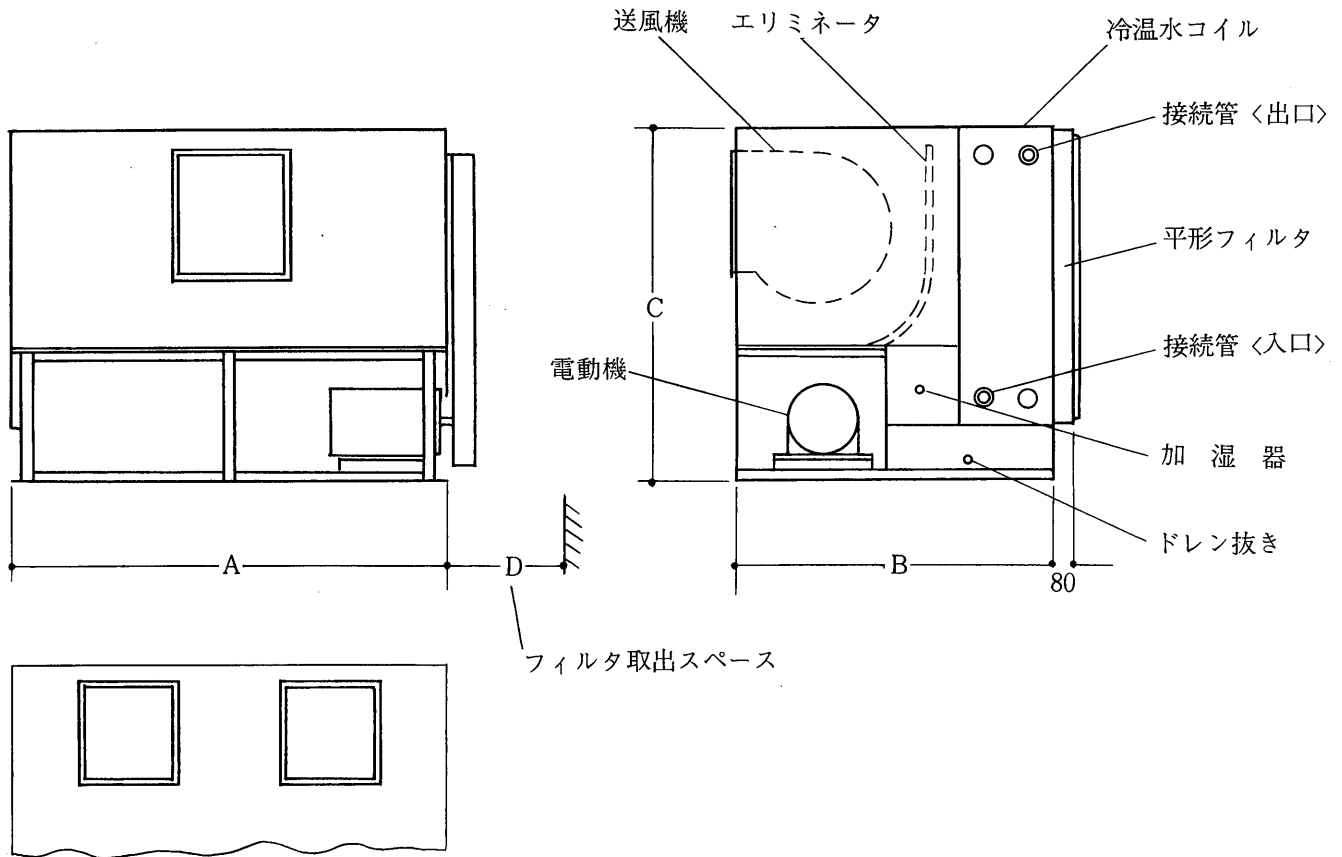 送風機
エリミネータ
冷温水コイル
接続管〈出口〉
平形フィルタ
C
接続管〈入口〉
電動機
加湿器
ドレン抜き
A
D
B
80
フィルタ取出スペース